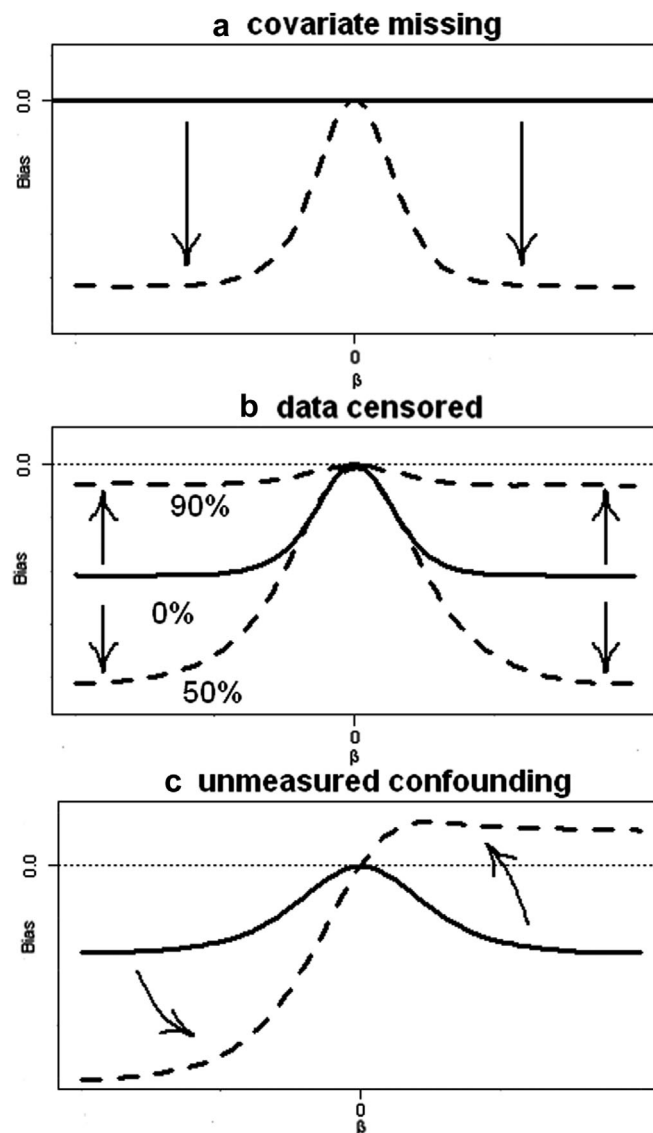 a covariate missing
0.0
Bias
0
β
b data censored
0.0
90%
Bias
0%
50%
0
β
c unmeasured confounding
0.0
Bias
0
β